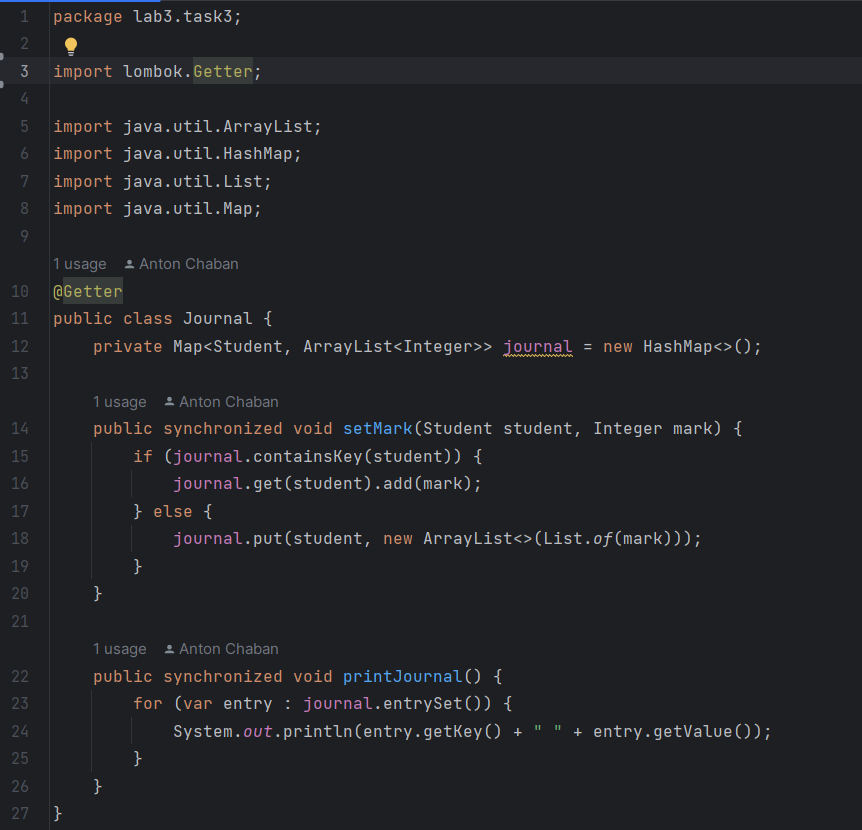 1 package lab3.task3;
2
3 import lombok.Getter;
4
5 import java.util.ArrayList;
6 import java.util.HashMap;
7 import java.util.List;
8 import java.util.Map;
9
1 usage Anton Chaban
10 @Getter
11 public class Journal {
12     private Map<Student, ArrayList<Integer>> journal = new HashMap<>();
13
1 usage Anton Chaban
14     public synchronized void setMark(Student student, Integer mark) {
15         if (journal.containsKey(student)) {
16             journal.get(student).add(mark);
17         } else {
18             journal.put(student, new ArrayList<>(List.of(mark)));
19         }
20     }
21
1 usage Anton Chaban
22     public synchronized void printJournal() {
23         for (var entry : journal.entrySet()) {
24             System.out.println(entry.getKey() + " " + entry.getValue());
25         }
26     }
27 }